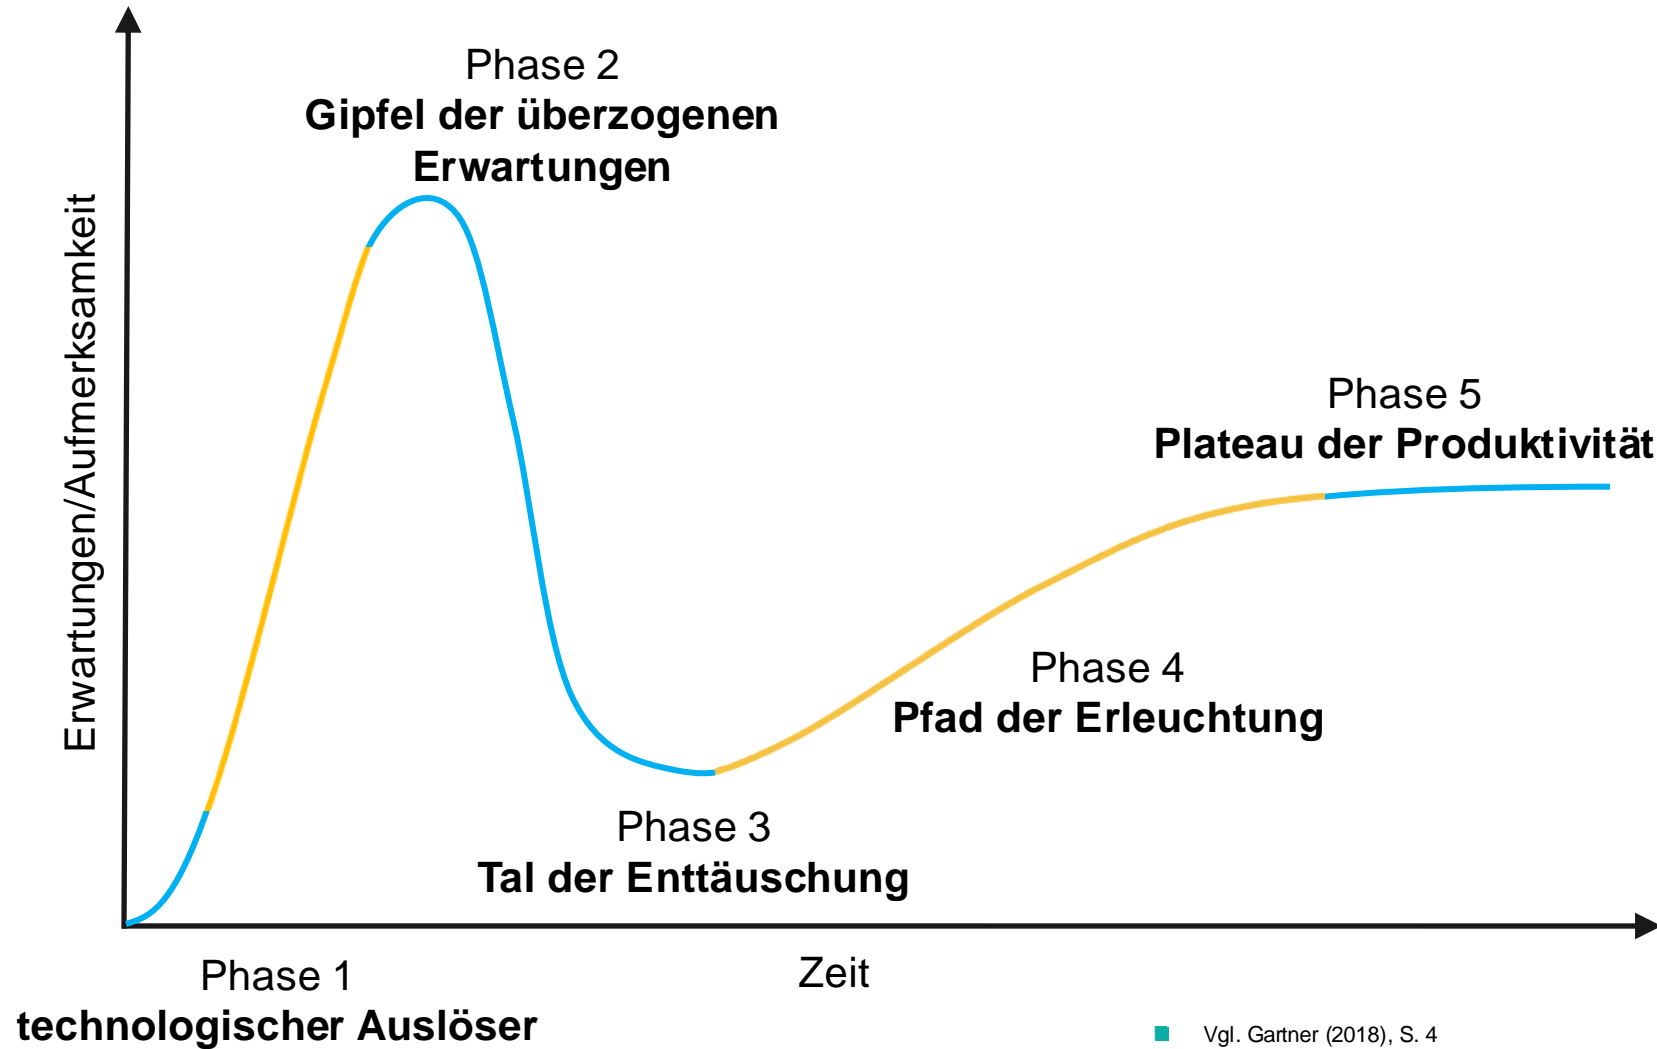 Phase 2
Gipfel der überzogenen
Erwartungen
Erwartungen/Aufmerksamkeit
Phase 5
Plateau der Produktivität
Phase 4
Pfad der Erleuchtung
Phase 3
Tal der Enttäuschung
Zeit
Phase 1
technologischer Auslöser
Vgl. Gartner (2018), S. 4